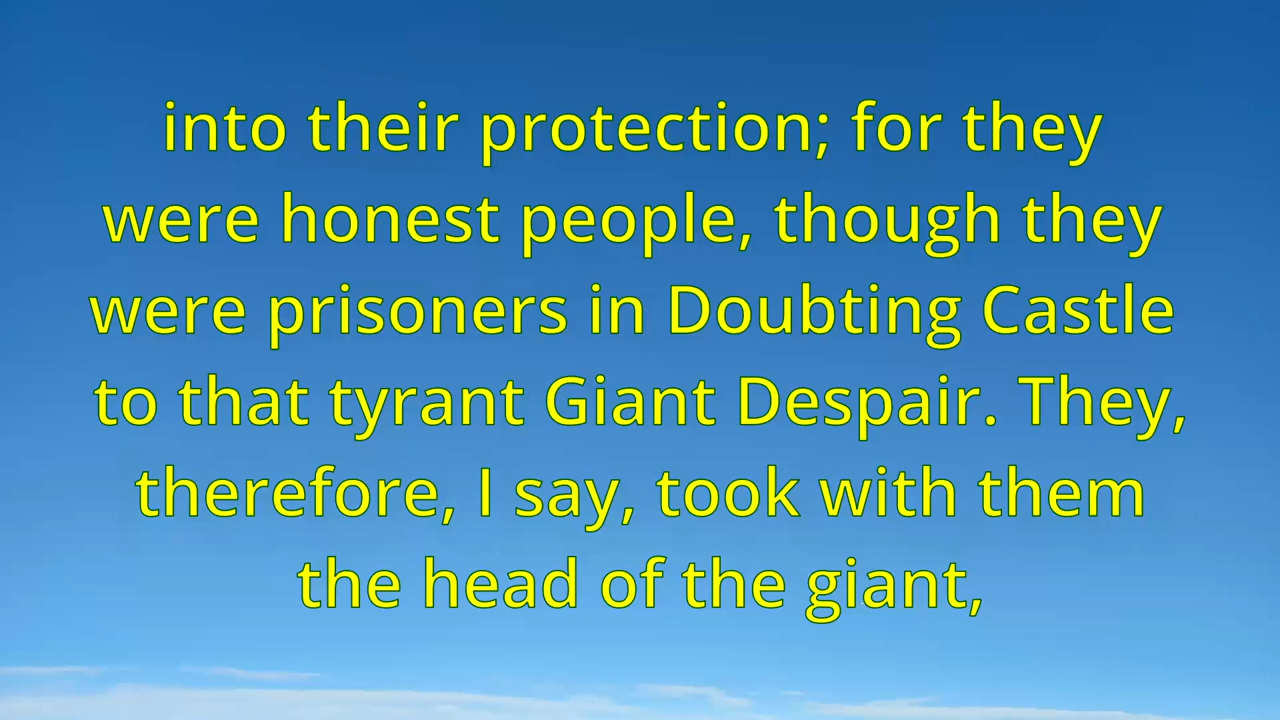 into their protection; for they
were honest people, though they
were prisoners in Doubting Castle
to that tyrant Giant Despair. They,
therefore, I say, took with them
the head of the giant,